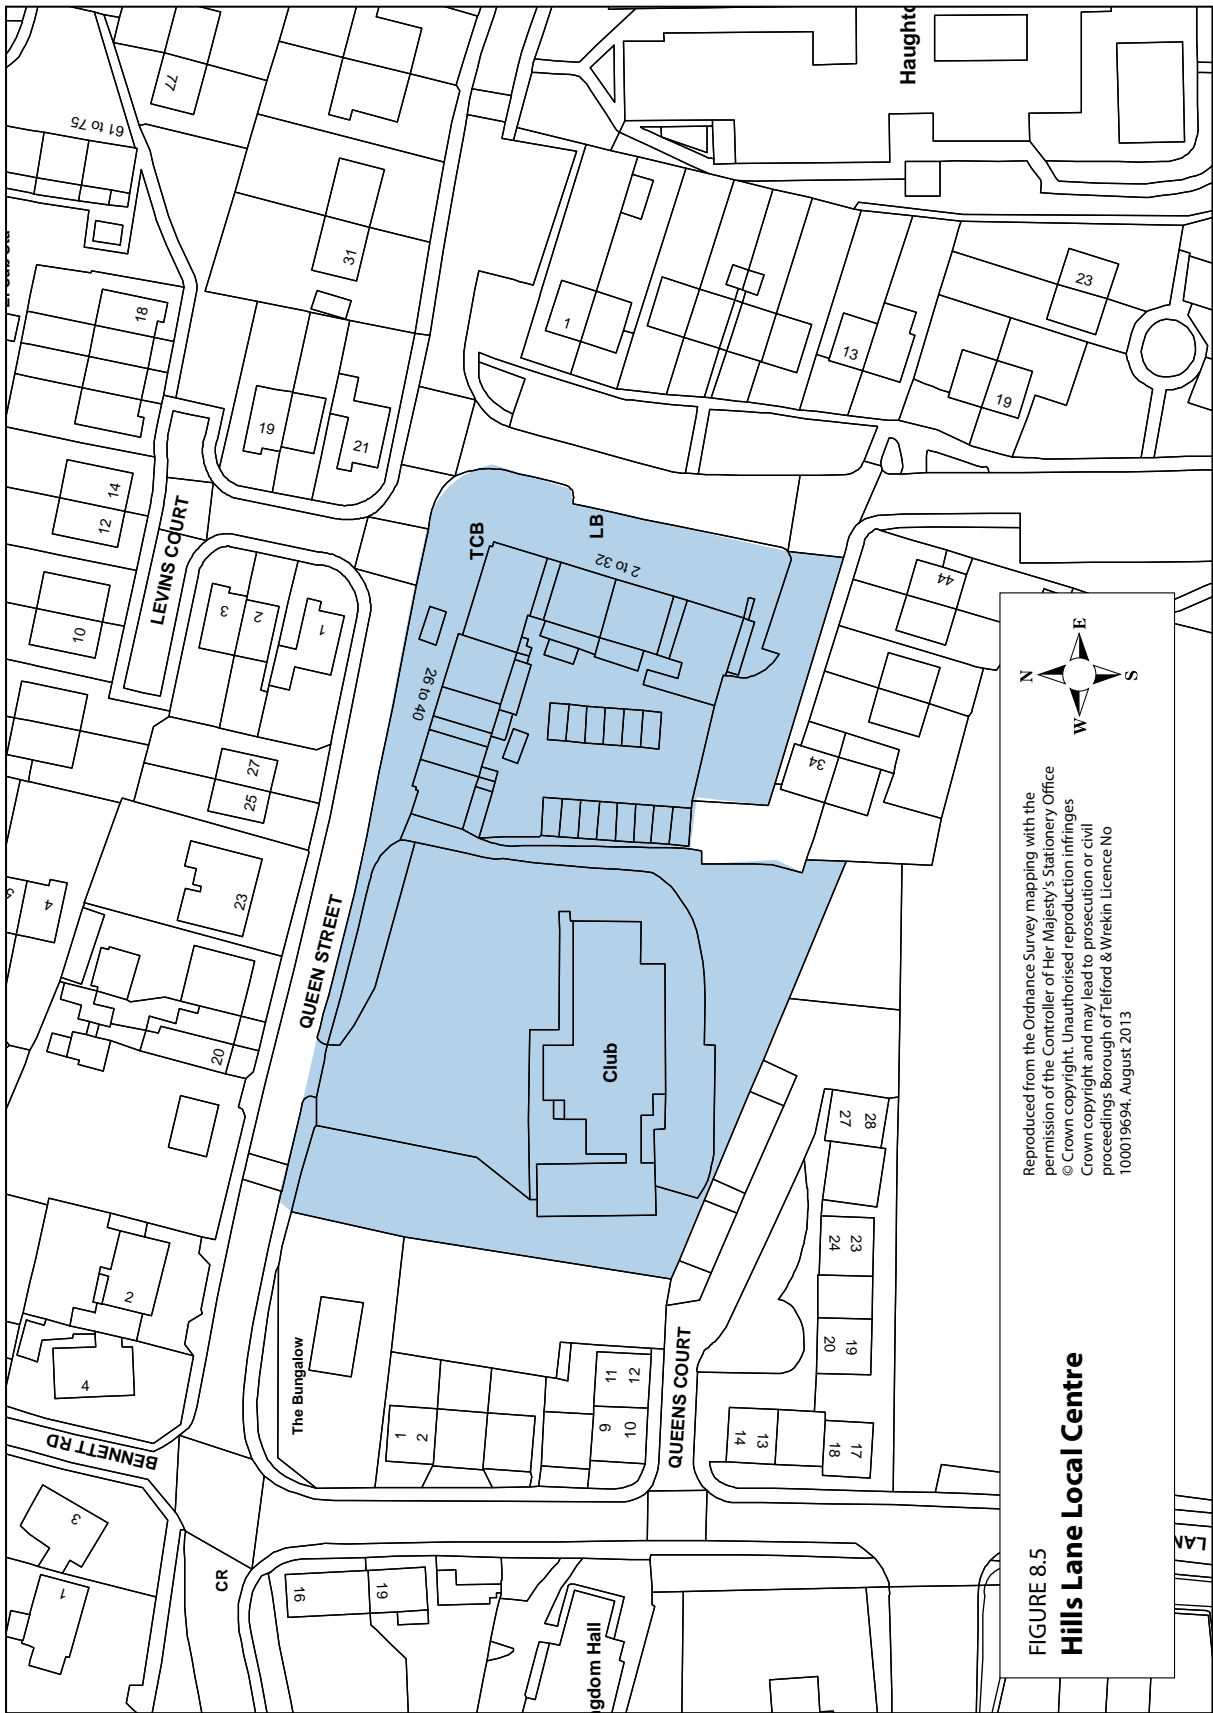 77
61 to 75
31
18
19
21
14
12
LEVINS COURT
10
3
2
1
27
25
23
4
5
20
QUEEN STREET
2
4
BENNETT RD
3
1
CR
16
19
The Bungalow
1
2
11
12
9
10
QUEENS COURT
14
13
18
17
20
19
24
23
27
28
Club
26 to 40
TCB
LB
2 to 32
34
44
1
13
19
23
N
E
S
W
FIGURE 8.5
Hills Lane Local Centre
Reproduced from the Ordnance Survey mapping with the
permission of the Controller of Her Majesty's Stationery Office
© Crown copyright. Unauthorised reproduction infringes
Crown copyright and may lead to prosecution or civil
proceedings Borough of Telford & Wrekin Licence No
100019694. August 2013